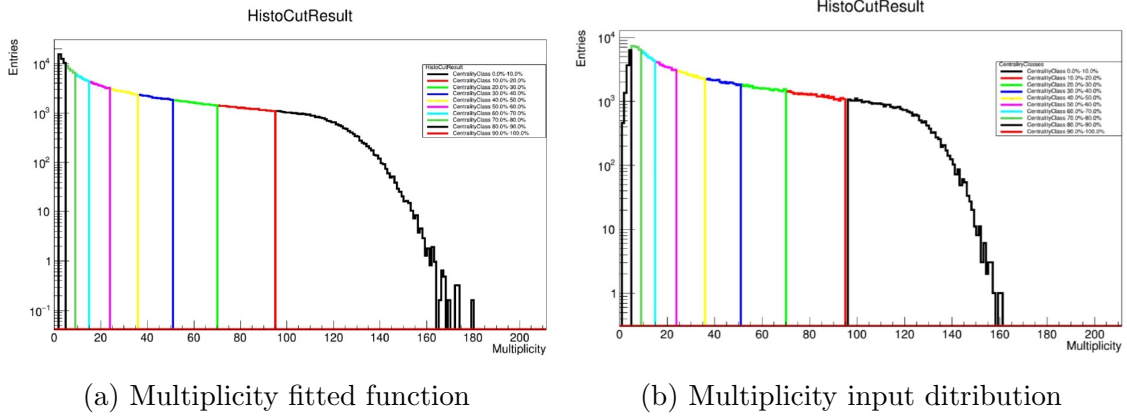 HistoCutResult
Entries
10⁴
10³
10²
10
1
10⁻¹
0 20 40 60 80 100 120 140 160 180 200
Multiplicity
HistoCutResult
CentralityClass 0.0%-10.0%
CentralityClass 10.0%-20.0%
CentralityClass 20.0%-30.0%
CentralityClass 30.0%-40.0%
CentralityClass 40.0%-50.0%
CentralityClass 50.0%-60.0%
CentralityClass 60.0%-70.0%
CentralityClass 70.0%-80.0%
CentralityClass 80.0%-90.0%
CentralityClass 90.0%-100.0%
(a) Multiplicity fitted function
HistoCutResult
Entries
10⁴
10³
10²
10
1
0 20 40 60 80 100 120 140 160 180 200
Multiplicity
CentralityClasses
CentralityClass 0.0%-10.0%
CentralityClass 10.0%-20.0%
CentralityClass 20.0%-30.0%
CentralityClass 30.0%-40.0%
CentralityClass 40.0%-50.0%
CentralityClass 50.0%-60.0%
CentralityClass 60.0%-70.0%
CentralityClass 70.0%-80.0%
CentralityClass 80.0%-90.0%
CentralityClass 90.0%-100.0%
(b) Multiplicity input ditribution